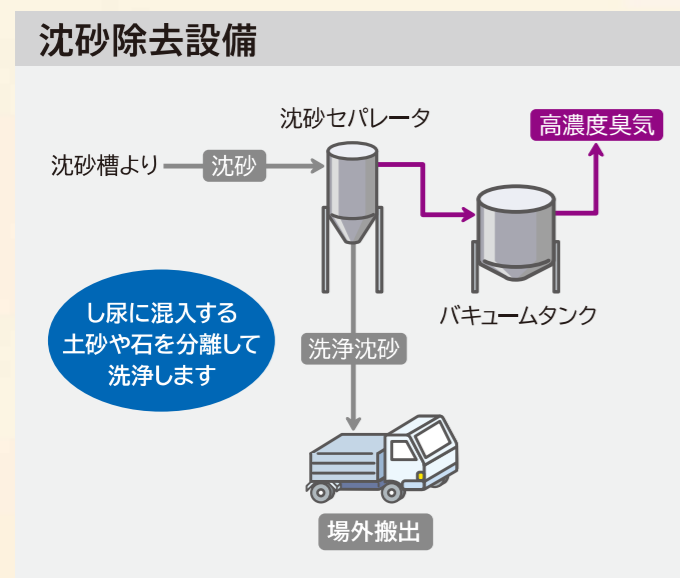 沈砂除去設備
沈砂セパレータ
高濃度臭気
沈砂槽より
沈砂
バキュームタンク
し尿に混入する
土砂や石を分離して
洗浄します
洗浄沈砂
場外搬出